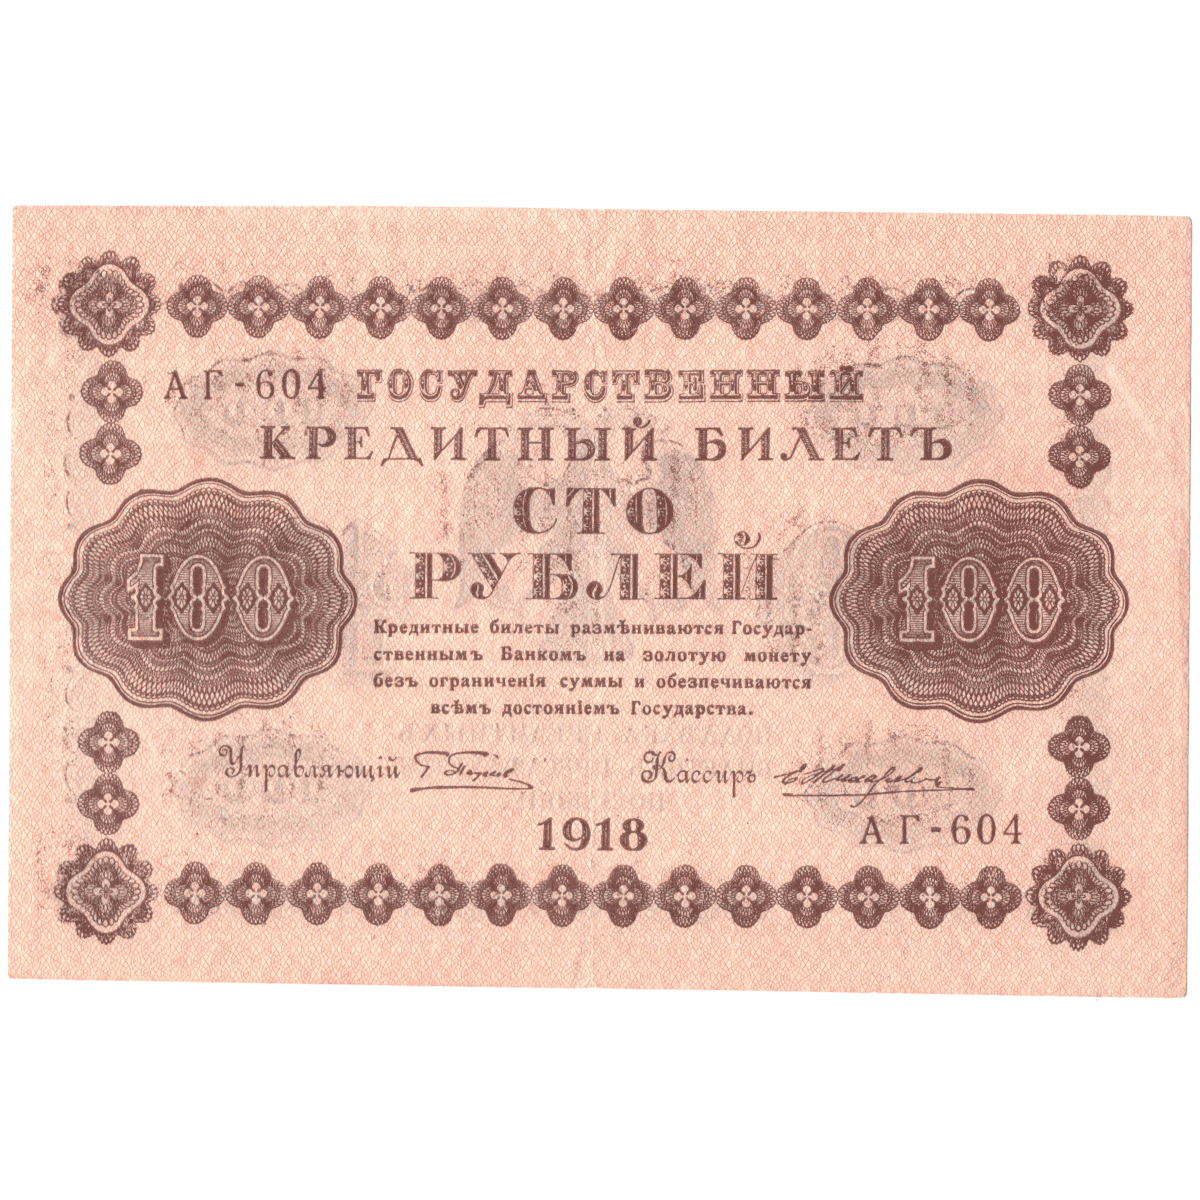 АГ-604 ГОСУДАРСТВЕННЫЙ
КРЕДИТНЫЙ БИЛЕТЪ
СТО
РУБЛЕЙ
100
100
Кредитные билеты размѣниваются Государ-
ственнымъ Банкомъ на золотую монету
безъ ограниченія суммы и обезпечиваются
всѣмъ достояніемъ Государства.
Управляющій
Кассиръ
1918
АГ-604